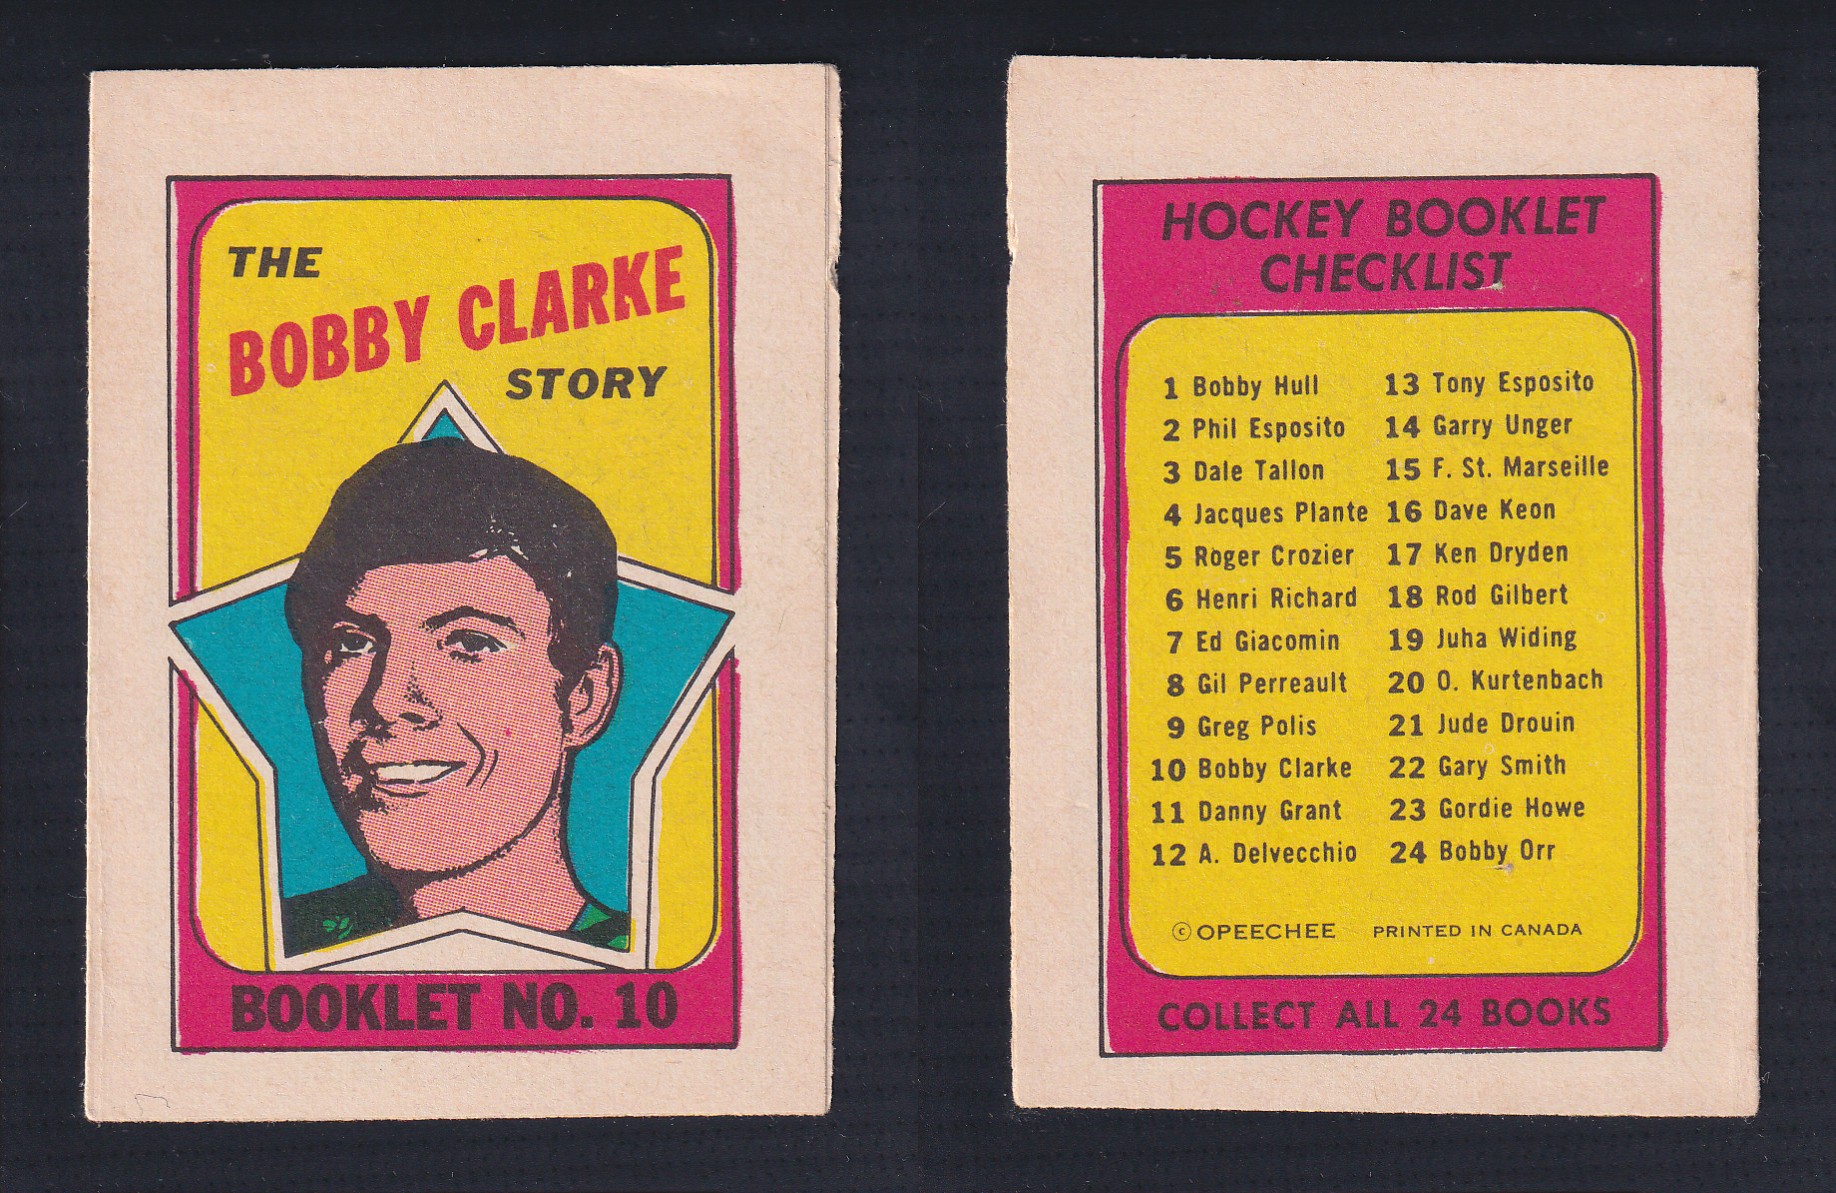 THE
BOBBY CLARKE
STORY
BOOKLET NO. 10
HOCKEY BOOKLET
CHECKLIST
1 Bobby Hull
2 Phil Esposito
3 Dale Tallon
4 Jacques Plante
5 Roger Crozier
6 Henri Richard
7 Ed Giacomin
8 Gil Perreault
9 Greg Polis
10 Bobby Clarke
11 Danny Grant
12 A. Delvecchio
13 Tony Esposito
14 Garry Unger
15 F. St. Marseille
16 Dave Keon
17 Ken Dryden
18 Rod Gilbert
19 Juha Widing
20 O. Kurtenbach
21 Jude Drouin
22 Gary Smith
23 Gordie Howe
24 Bobby Orr
© OPEECHEE PRINTED IN CANADA
COLLECT ALL 24 BOOKS